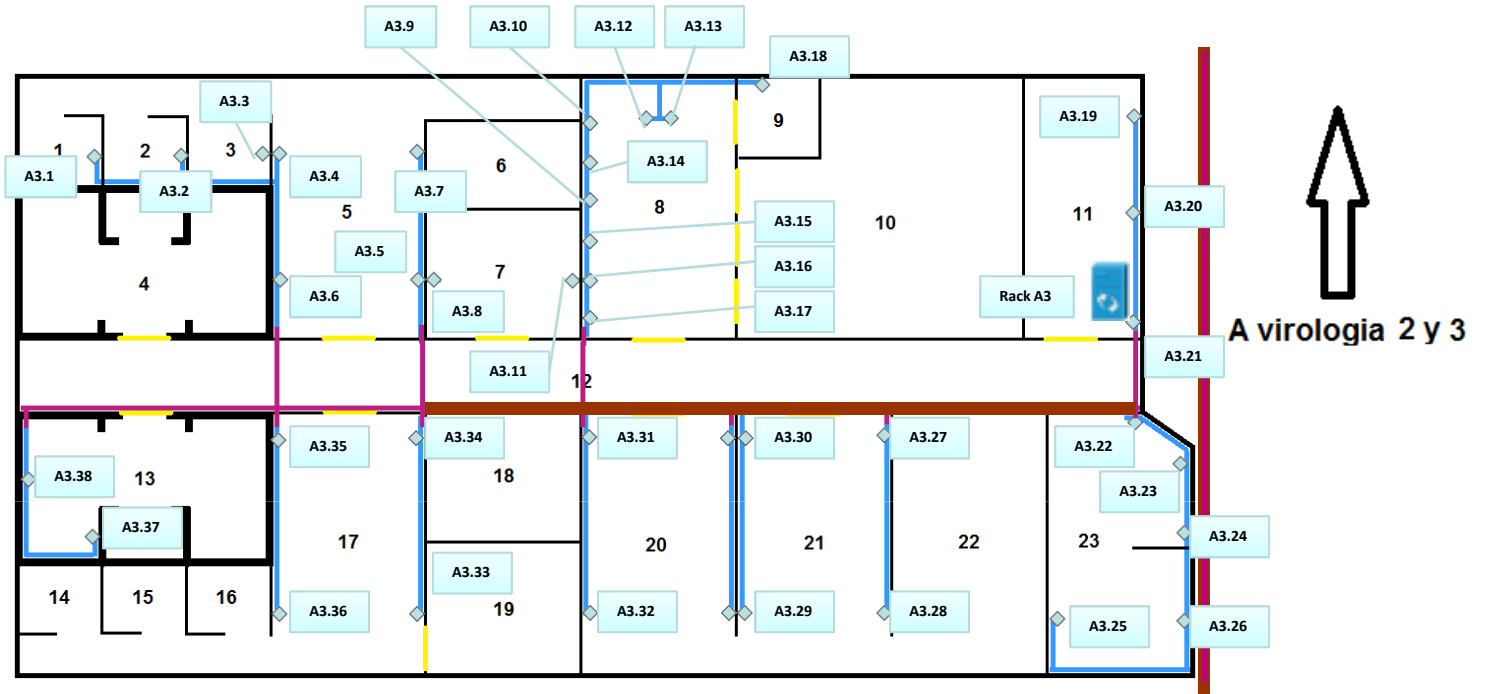 A3.9
A3.10
A3.12
A3.13
A3.18
A3.3
A3.19
1
2
3
9
A3.1
A3.2
A3.4
A3.7
6
A3.14
5
8
10
11
A3.20
A3.15
A3.5
7
A3.16
4
A3.6
A3.8
A3.17
Rack A3
A virologia 2 y 3
A3.11
12
A3.21
A3.35
A3.34
A3.31
A3.30
A3.27
A3.22
A3.38
13
18
A3.23
A3.37
17
20
21
22
23
A3.24
A3.33
14
15
16
A3.36
19
A3.32
A3.29
A3.28
A3.25
A3.26